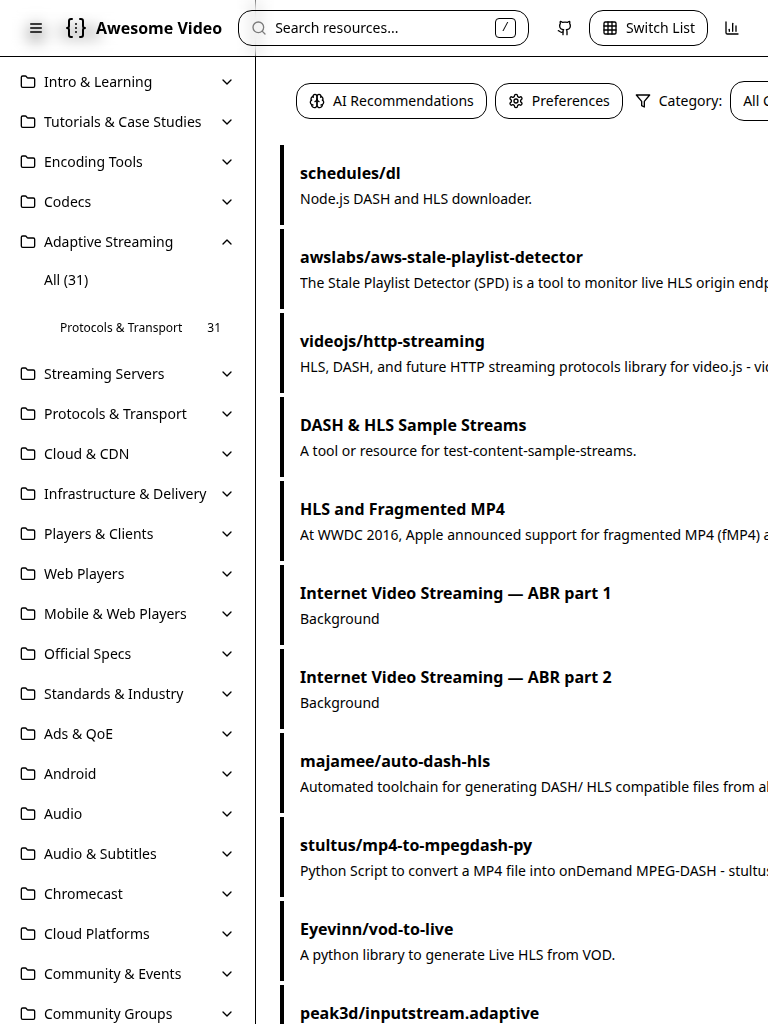 Awesome Video
Search resources...
/
Switch List
Intro & Learning
Tutorials & Case Studies
Encoding Tools
Codecs
Adaptive Streaming
All (31)
Protocols & Transport 31
Streaming Servers
Protocols & Transport
Cloud & CDN
Infrastructure & Delivery
Players & Clients
Web Players
Mobile & Web Players
Official Specs
Standards & Industry
Ads & QoE
Android
Audio
Audio & Subtitles
Chromecast
Cloud Platforms
Community & Events
Community Groups
AI Recommendations
Preferences
Category:
All
schedules/dl
Node.js DASH and HLS downloader.
awslabs/aws-stale-playlist-detector
The Stale Playlist Detector (SPD) is a tool to monitor live HLS origin
videojs/http-streaming
HLS, DASH, and future HTTP streaming protocols library for video.js -
DASH & HLS Sample Streams
A tool or resource for test-content-sample-streams.
HLS and Fragmented MP4
At WWDC 2016, Apple announced support for fragmented MP4 (fMP4)
Internet Video Streaming — ABR part 1
Background
Internet Video Streaming — ABR part 2
Background
majamee/auto-dash-hls
Automated toolchain for generating DASH/ HLS compatible files from
stultus/mp4-to-mpegdash-py
Python Script to convert a MP4 file into onDemand MPEG-DASH - stultus
Eyevinn/vod-to-live
A python library to generate Live HLS from VOD.
peak3d/inputstream.adaptive